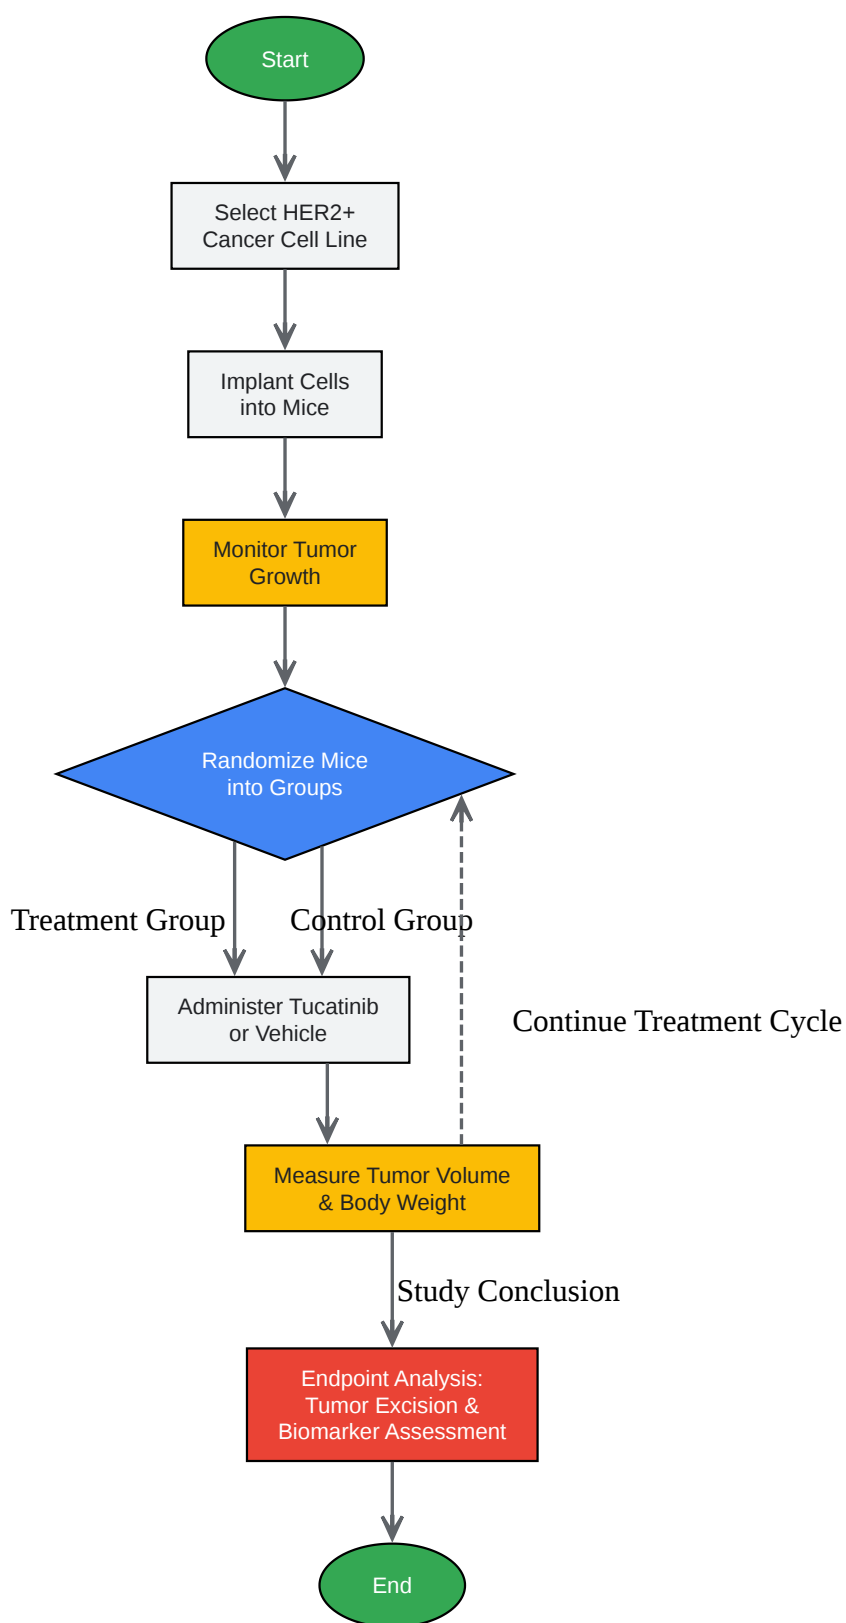 Start
Select HER2+
Cancer Cell Line
Implant Cells
into Mice
Monitor Tumor
Growth
Randomize Mice
into Groups
Treatment Group
Control Group
Administer Tucatinib
or Vehicle
Continue Treatment Cycle
Measure Tumor Volume
& Body Weight
Study Conclusion
Endpoint Analysis:
Tumor Excision &
Biomarker Assessment
End